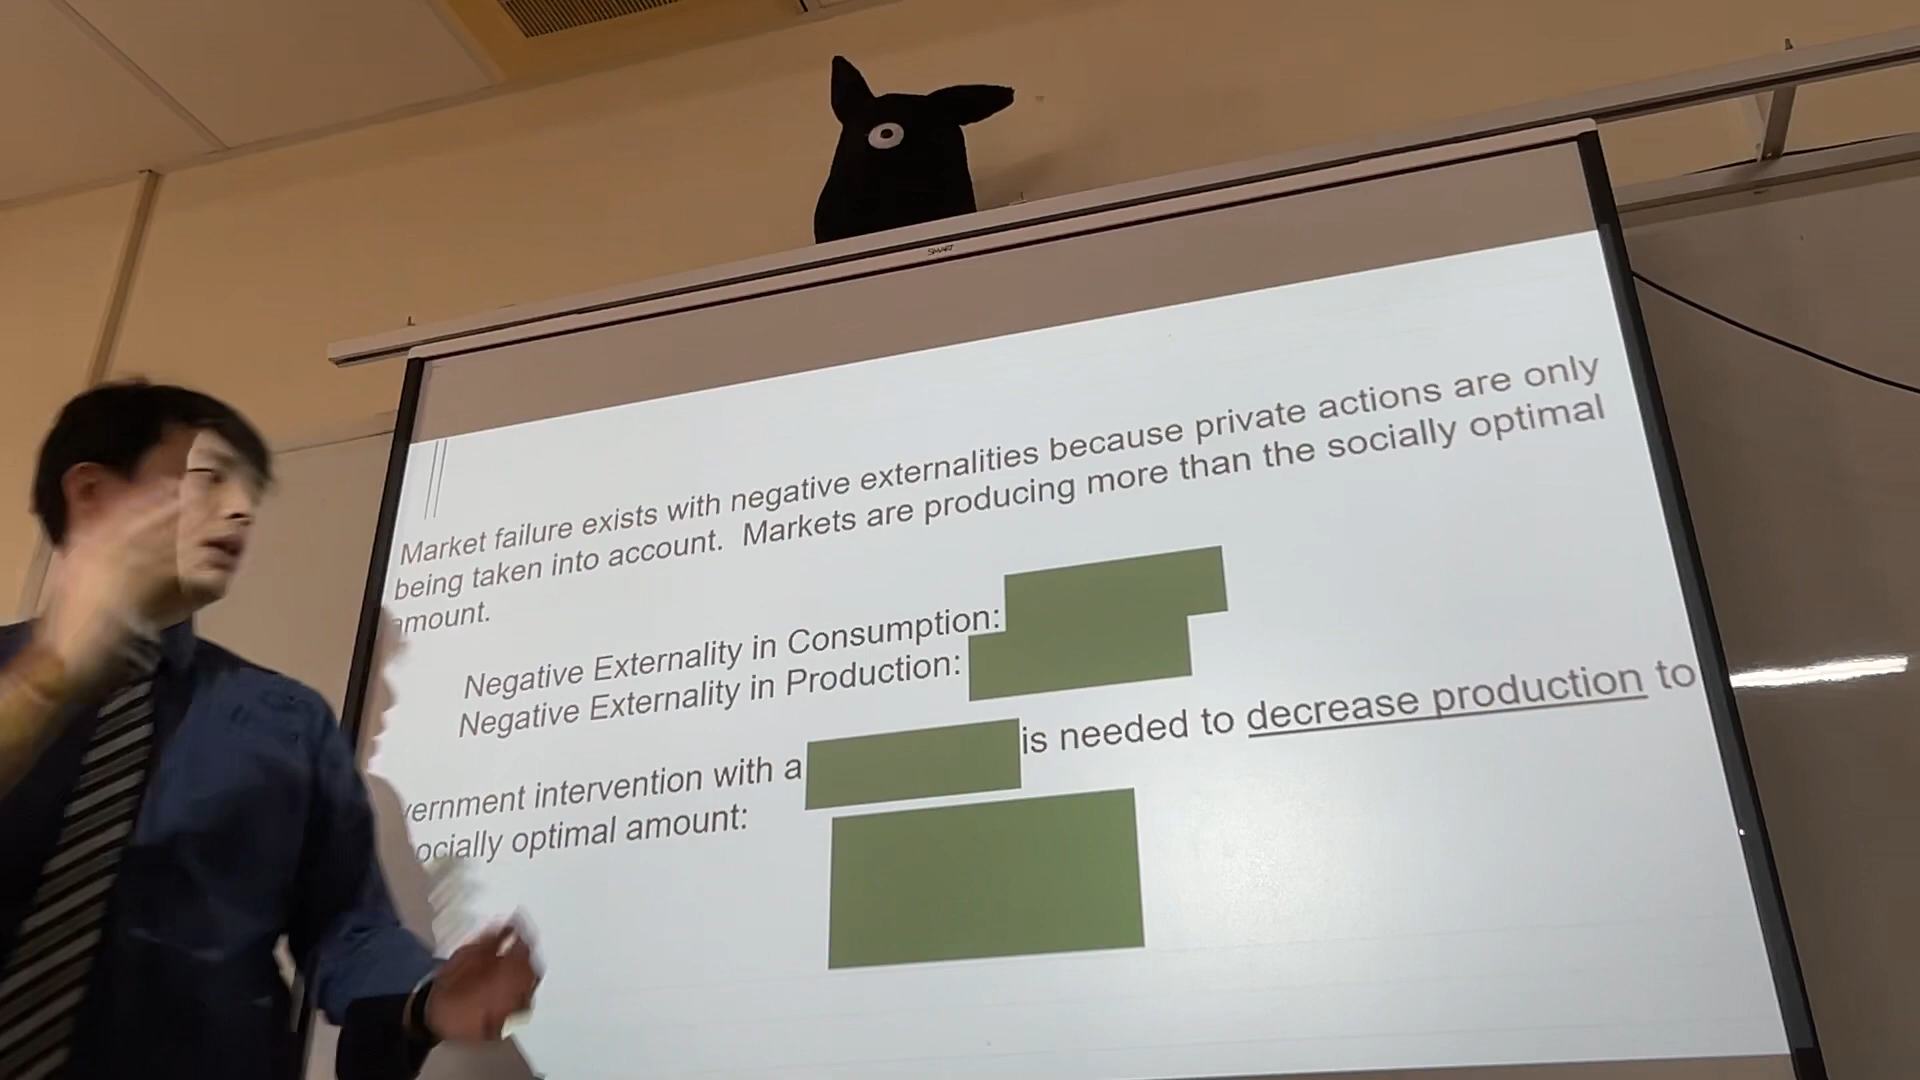 SMART
Market failure exists with negative externalities because private actions are only
being taken into account. Markets are producing more than the socially optimal
amount.
Negative Externality in Consumption:
Negative Externality in Production:
vernment intervention with a is needed to decrease production to
ocially optimal amount: